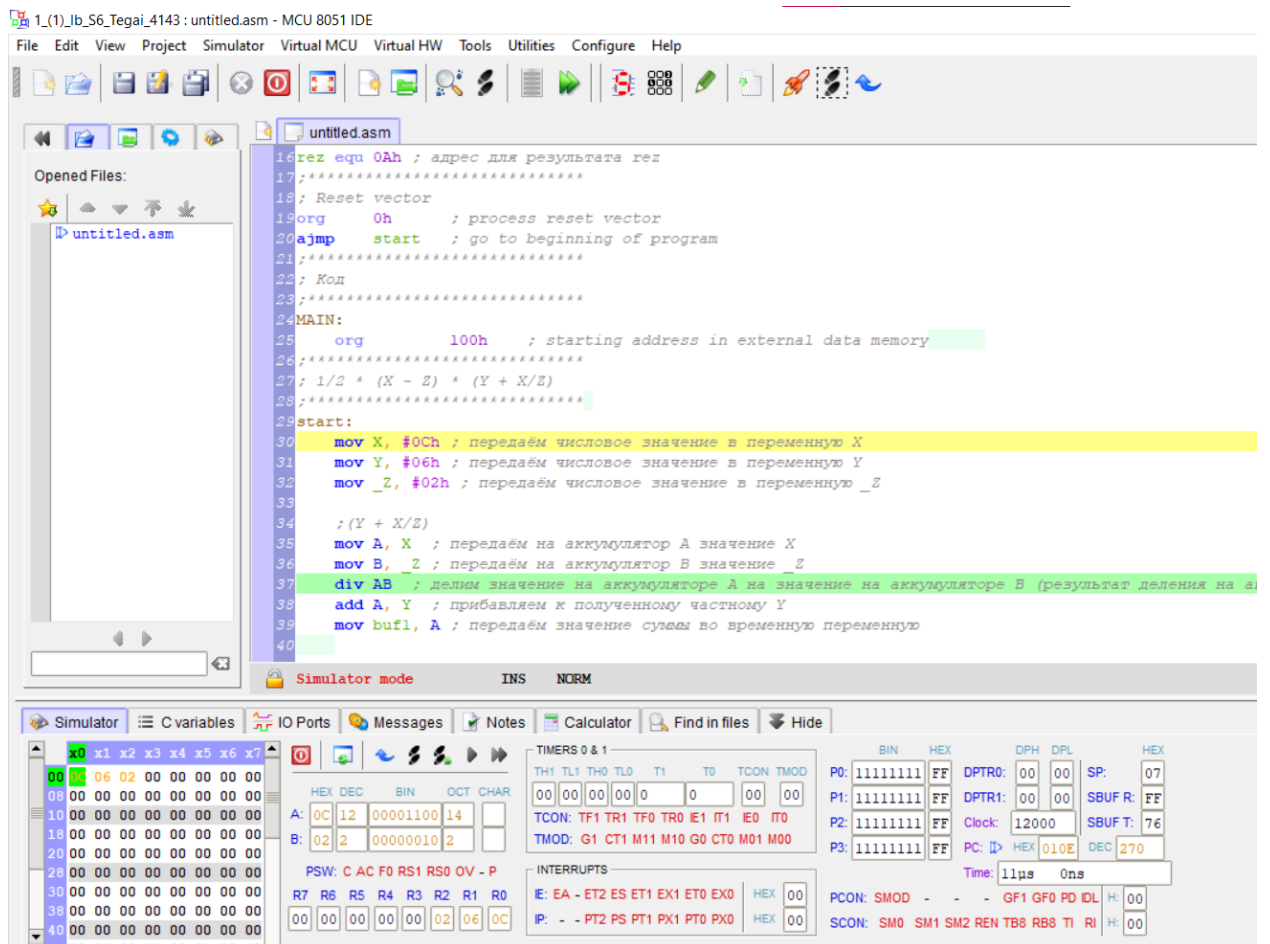 1_(1)_lb_S6_Tegai_4143 : untitled.asm - MCU 8051 IDE
File Edit View Project Simulator Virtual MCU Virtual HW Tools Utilities Configure Help
untitled.asm
Opened Files:
untitled.asm
16 rez equ 0Ah ; адрес для результата rez
17 ;*****************************
18 ; Reset vector
19 org 0h ; process reset vector
20 ajmp start ; go to beginning of program
21 ;*****************************
22 ; Код
23 ;*****************************
24 MAIN:
25 org 100h ; starting address in external data memory
26 ;*****************************
27 ; 1/2 * (X - Z) * (Y + X/Z)
28 ;*****************************
29 start:
30 mov X, #0Ch ; передаём числовое значение в переменную X
31 mov Y, #06h ; передаём числовое значение в переменную Y
32 mov _Z, #02h ; передаём числовое значение в переменную _Z
33
34 ;(Y + X/Z)
35 mov A, X ; передаём на аккумулятор A значение X
36 mov B, _Z ; передаём на аккумулятор B значение _Z
37 div AB ; делим значение на аккумуляторе A на значение на аккумуляторе B (результат деления на
38 add A, Y ; прибавляем к полученному частному Y
39 mov buf1, A ; передаём значение суммы во временную переменную
40
Simulator mode INS NORM
Simulator C variables IO Ports Messages Notes Calculator Find in files Hide
x0 x1 x2 x3 x4 x5 x6 x7
00 0C 06 02 00 00 00 00 00
08 00 00 00 00 00 00 00 00
10 00 00 00 00 00 00 00 00
18 00 00 00 00 00 00 00 00
20 00 00 00 00 00 00 00 00
28 00 00 00 00 00 00 00 00
30 00 00 00 00 00 00 00 00
38 00 00 00 00 00 00 00 00
40 00 00 00 00 00 00 00 00
HEX DEC BIN OCT CHAR
A: 0C 12 00001100 14
B: 02 2 00000010 2
PSW: C AC F0 RS1 RS0 OV - P
R7 R6 R5 R4 R3 R2 R1 R0
00 00 00 00 00 02 06 0C
TIMERS 0 & 1
TH1 TL1 TH0 TL0 T1 T0 TCON TMOD
00 00 00 00 0 0 00 00
TCON: TF1 TR1 TF0 TR0 IE1 IT1 IE0 IT0
TMOD: G1 CT1 M11 M10 G0 CT0 M01 M00
INTERRUPTS
IE: EA - ET2 ES ET1 EX1 ET0 EX0 HEX 00
IP: - - PT2 PS PT1 PX1 PT0 PX0 HEX 00
BIN HEX DPH DPL HEX
P0: 11111111 FF DPTR0: 00 00 SP: 07
P1: 11111111 FF DPTR1: 00 00 SBUF R: FF
P2: 11111111 FF Clock: 12000 SBUF T: 76
P3: 11111111 FF PC: HEX 010E DEC 270
Time: 11µs 0ns
PCON: SMOD - - - GF1 GF0 PD IDL H: 00
SCON: SM0 SM1 SM2 REN TB8 RB8 TI RI H: 00